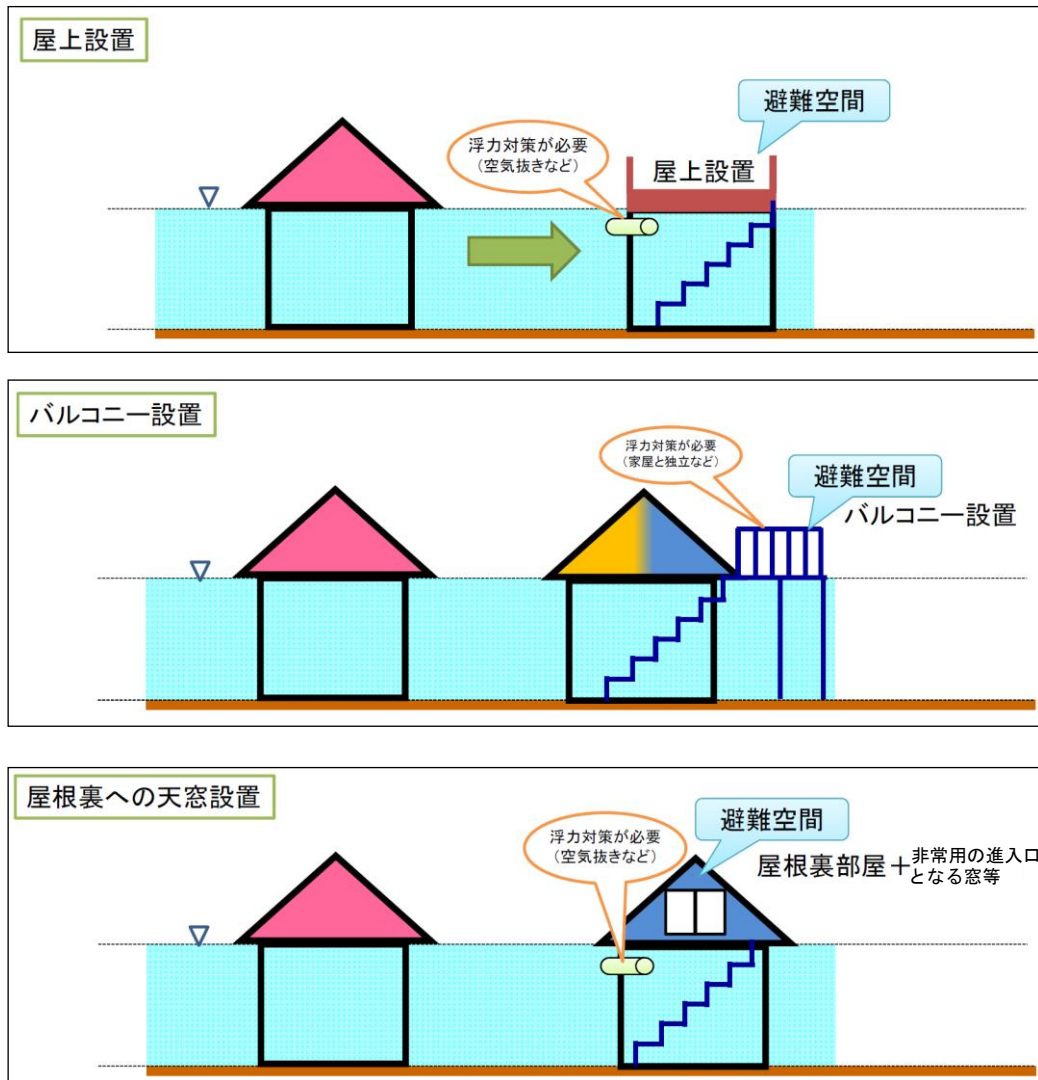 屋上設置
避難空間
浮力対策が必要
（空気抜きなど）
屋上設置
バルコニー設置
浮力対策が必要
（家屋と独立など）
避難空間
バルコニー設置
屋根裏への天窓設置
避難空間
浮力対策が必要
（空気抜きなど）
屋根裏部屋＋非常用の進入口
となる窓等